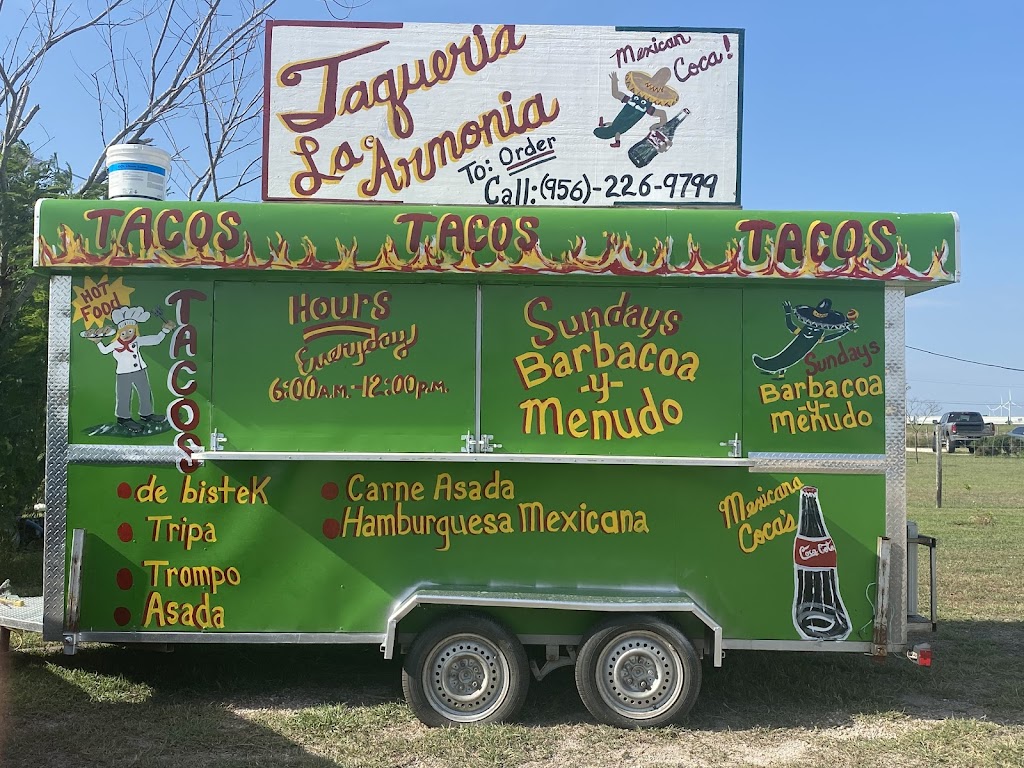 Taqueria
La Armonia
To: Order
Call: (956)-226-9799
Mexican
Coca!
TACOS TACOS TACOS
HOT
Food
TACOS
Hours
Everyday
6:00 A.M.-12:00 P.M.
Sundays
Barbacoa
-y-
Menudo
Sundays
Barbacoa
-y-
menudo
de bisteK
Tripa
Trompo
Asada
Carne Asada
Hamburguesa Mexicana
Mexicana
Coca's
Coca Cola